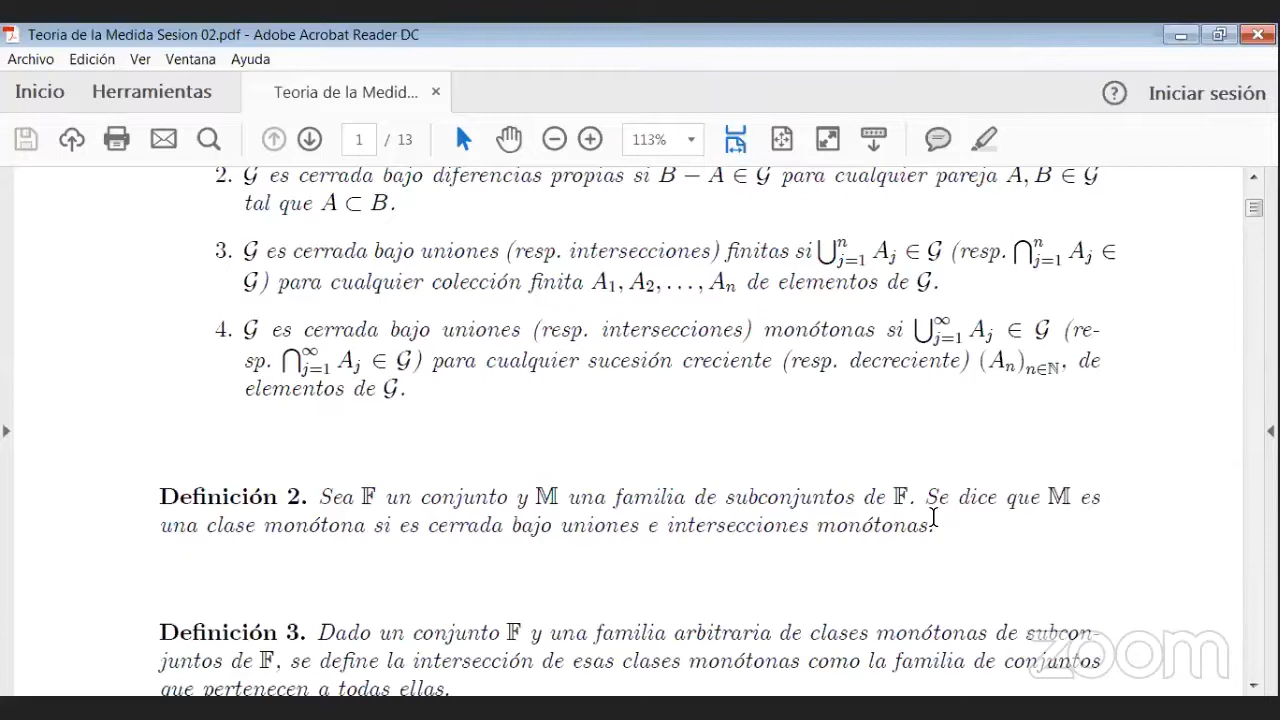 Teoria de la Medida Sesion 02.pdf - Adobe Acrobat Reader DC
Archivo Edición Ver Ventana Ayuda
Inicio Herramientas Teoria de la Medid... × ? Iniciar sesión
1 / 13 113%
2. 𝒢 es cerrada bajo diferencias propias si B − A ∈ 𝒢 para cualquier pareja A, B ∈ 𝒢
tal que A ⊂ B.
3. 𝒢 es cerrada bajo uniones (resp. intersecciones) finitas si ⋃ⁿⱼ₌₁ Aⱼ ∈ 𝒢 (resp. ⋂ⁿⱼ₌₁ Aⱼ ∈
𝒢) para cualquier colección finita A₁, A₂, . . . , Aₙ de elementos de 𝒢.
4. 𝒢 es cerrada bajo uniones (resp. intersecciones) monótonas si ⋃^∞ⱼ₌₁ Aⱼ ∈ 𝒢 (re-
sp. ⋂^∞ⱼ₌₁ Aⱼ ∈ 𝒢) para cualquier sucesión creciente (resp. decreciente) (Aₙ)ₙ∈ℕ, de
elementos de 𝒢.
Definición 2. Sea 𝔽 un conjunto y 𝕄 una familia de subconjuntos de 𝔽. Se dice que 𝕄 es
una clase monótona si es cerrada bajo uniones e intersecciones monótonas.
Definición 3. Dado un conjunto 𝔽 y una familia arbitraria de clases monótonas de subcon-
juntos de 𝔽, se define la intersección de esas clases monótonas como la familia de conjuntos
que pertenecen a todas ellas.
zoom